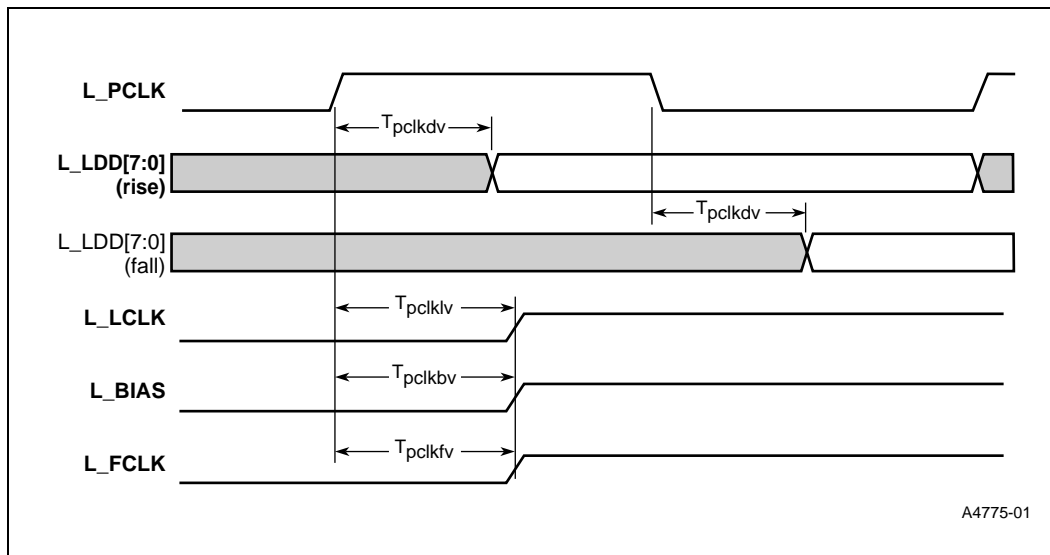 L_PCLK
Tpclkdv
L_LDD[7:0]
(rise)
Tpclkdv
L_LDD[7:0]
(fall)
Tpclklv
L_LCLK
Tpclkbv
L_BIAS
Tpclkfv
L_FCLK
A4775-01